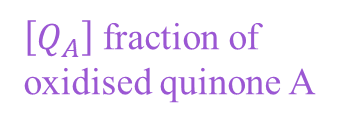 [Q_A] fraction of
oxidised quinone A